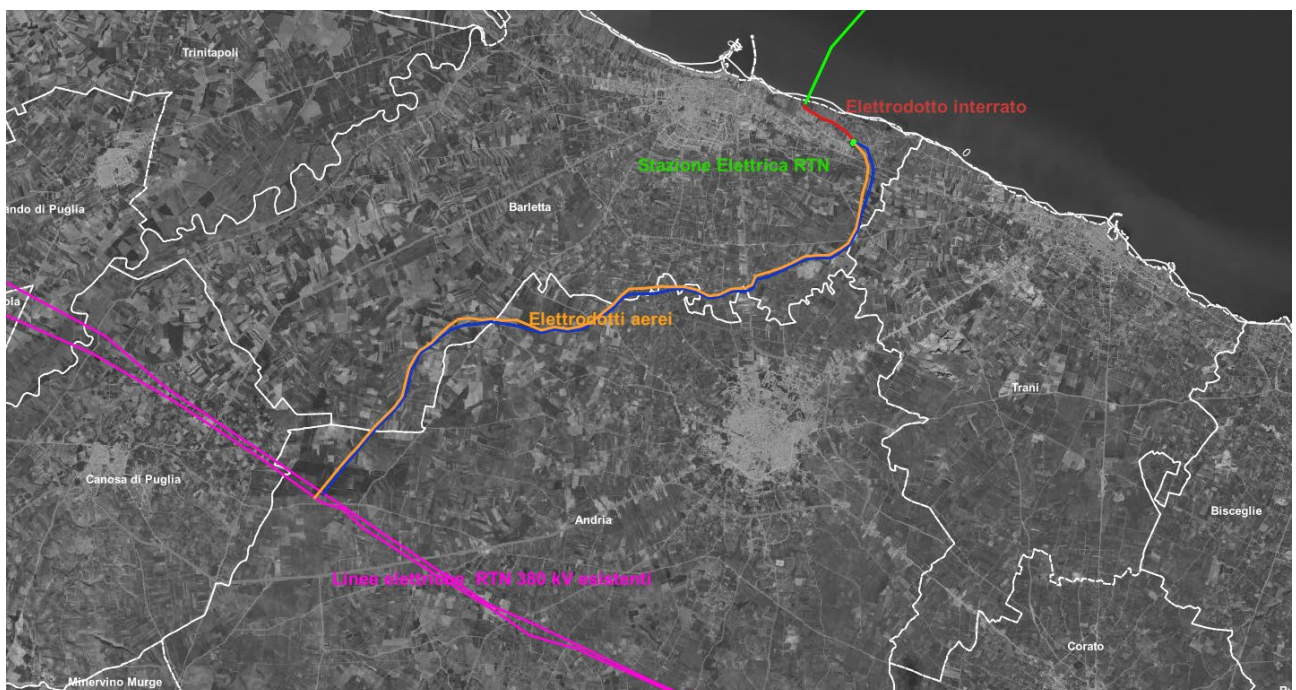 Trinitapoli
Elettrodotto interrato
Stazione Elettrica RTN
ando di Puglia
Barletta
ola
Elettrodotti aerei
Trani
Canosa di Puglia
Bisceglie
Andria
Linee elettriche RTN 380 kV esistenti
Corato
Minervino Murge